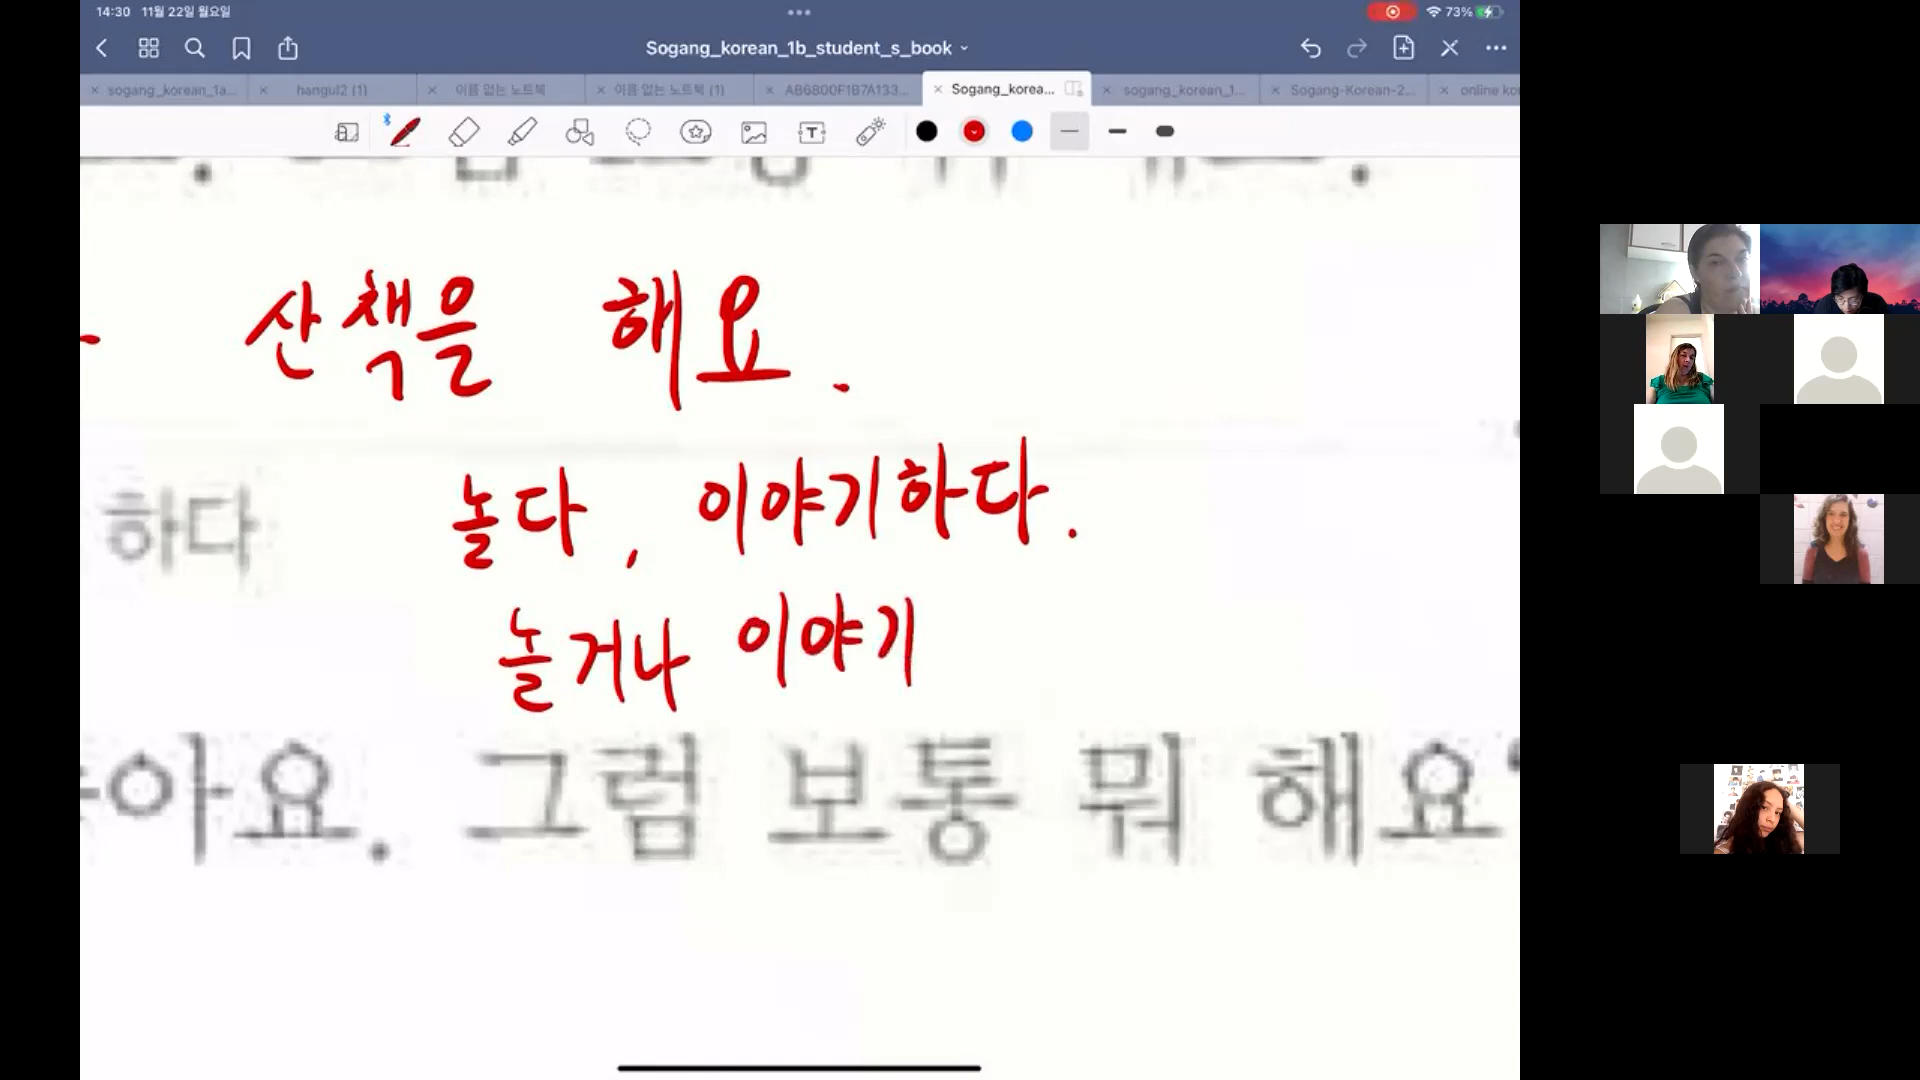 14:30 11월 22일 월요일
73%
Sogang_korean_1b_student_s_book
sogang_korean_1a...
hangul2 (1)
이름 없는 노트북
이름 없는 노트북 (1)
AB6800F1B7A133...
Sogang_korea...
sogang_korean_1...
Sogang-Korean-2...
online ko
산책을 해요.
하다 놀다, 이야기하다.
놀거나 이야기
아요. 그럼 보통 뭐 해요